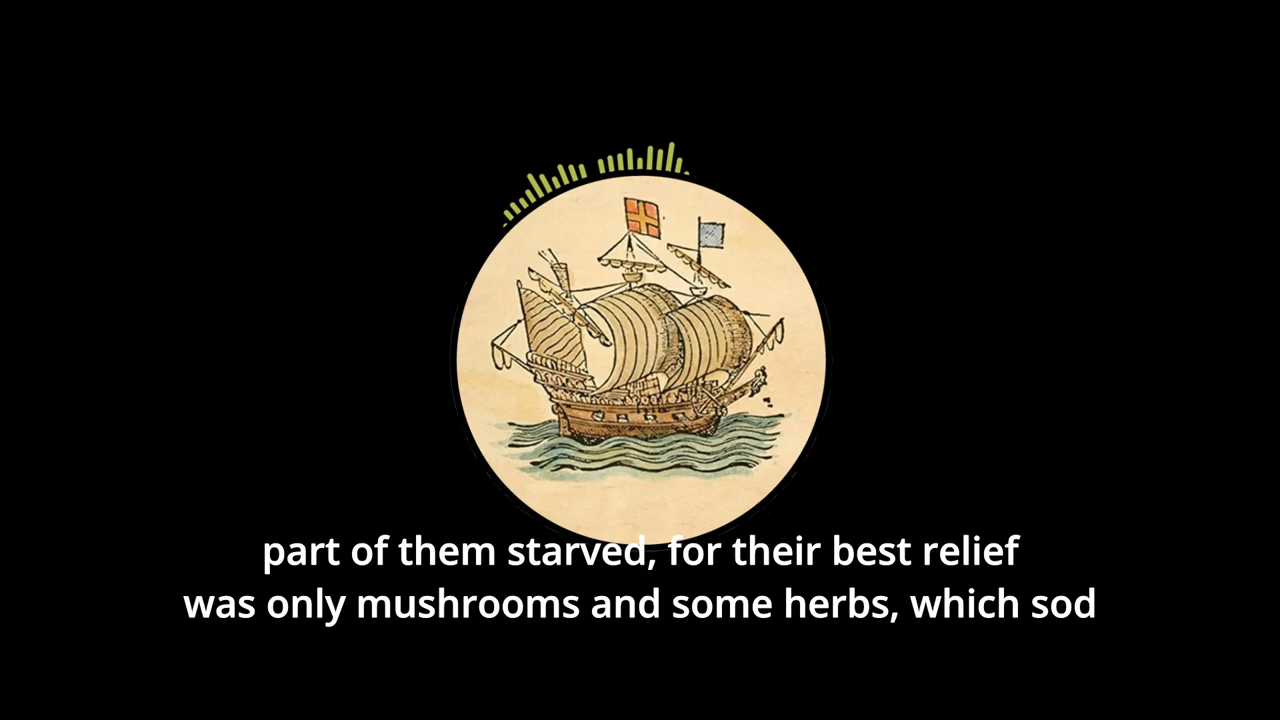 part of them starved, for their best relief
was only mushrooms and some herbs, which sod